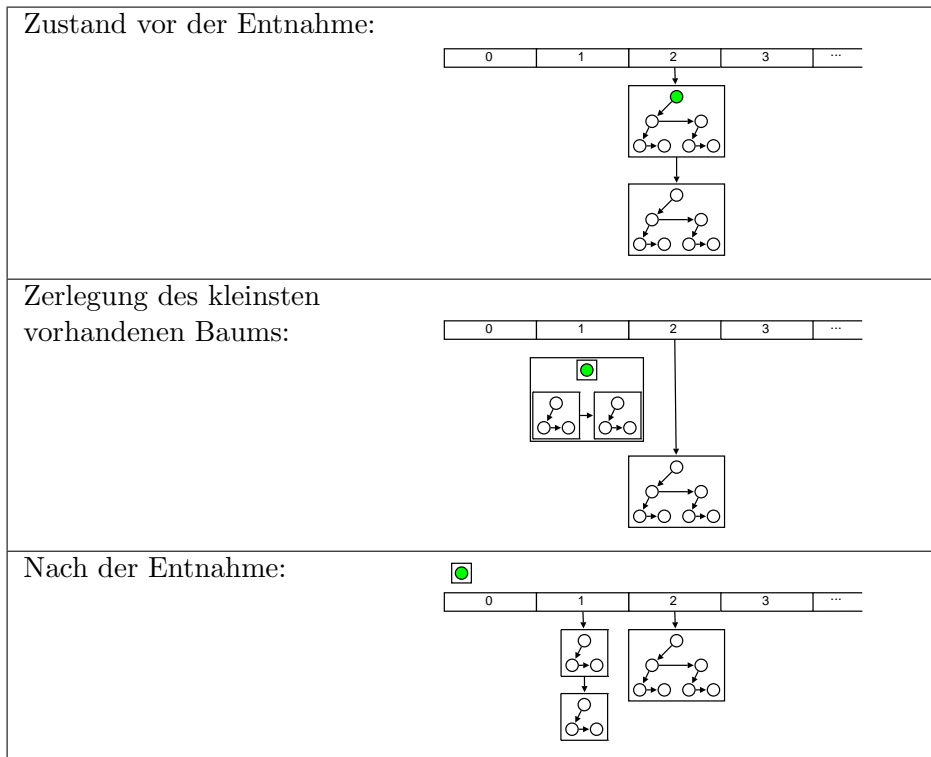 Zustand vor der Entnahme:
0 1 2 3 ...
Zerlegung des kleinsten
vorhandenen Baums:
0 1 2 3 ...
Nach der Entnahme:
0 1 2 3 ...